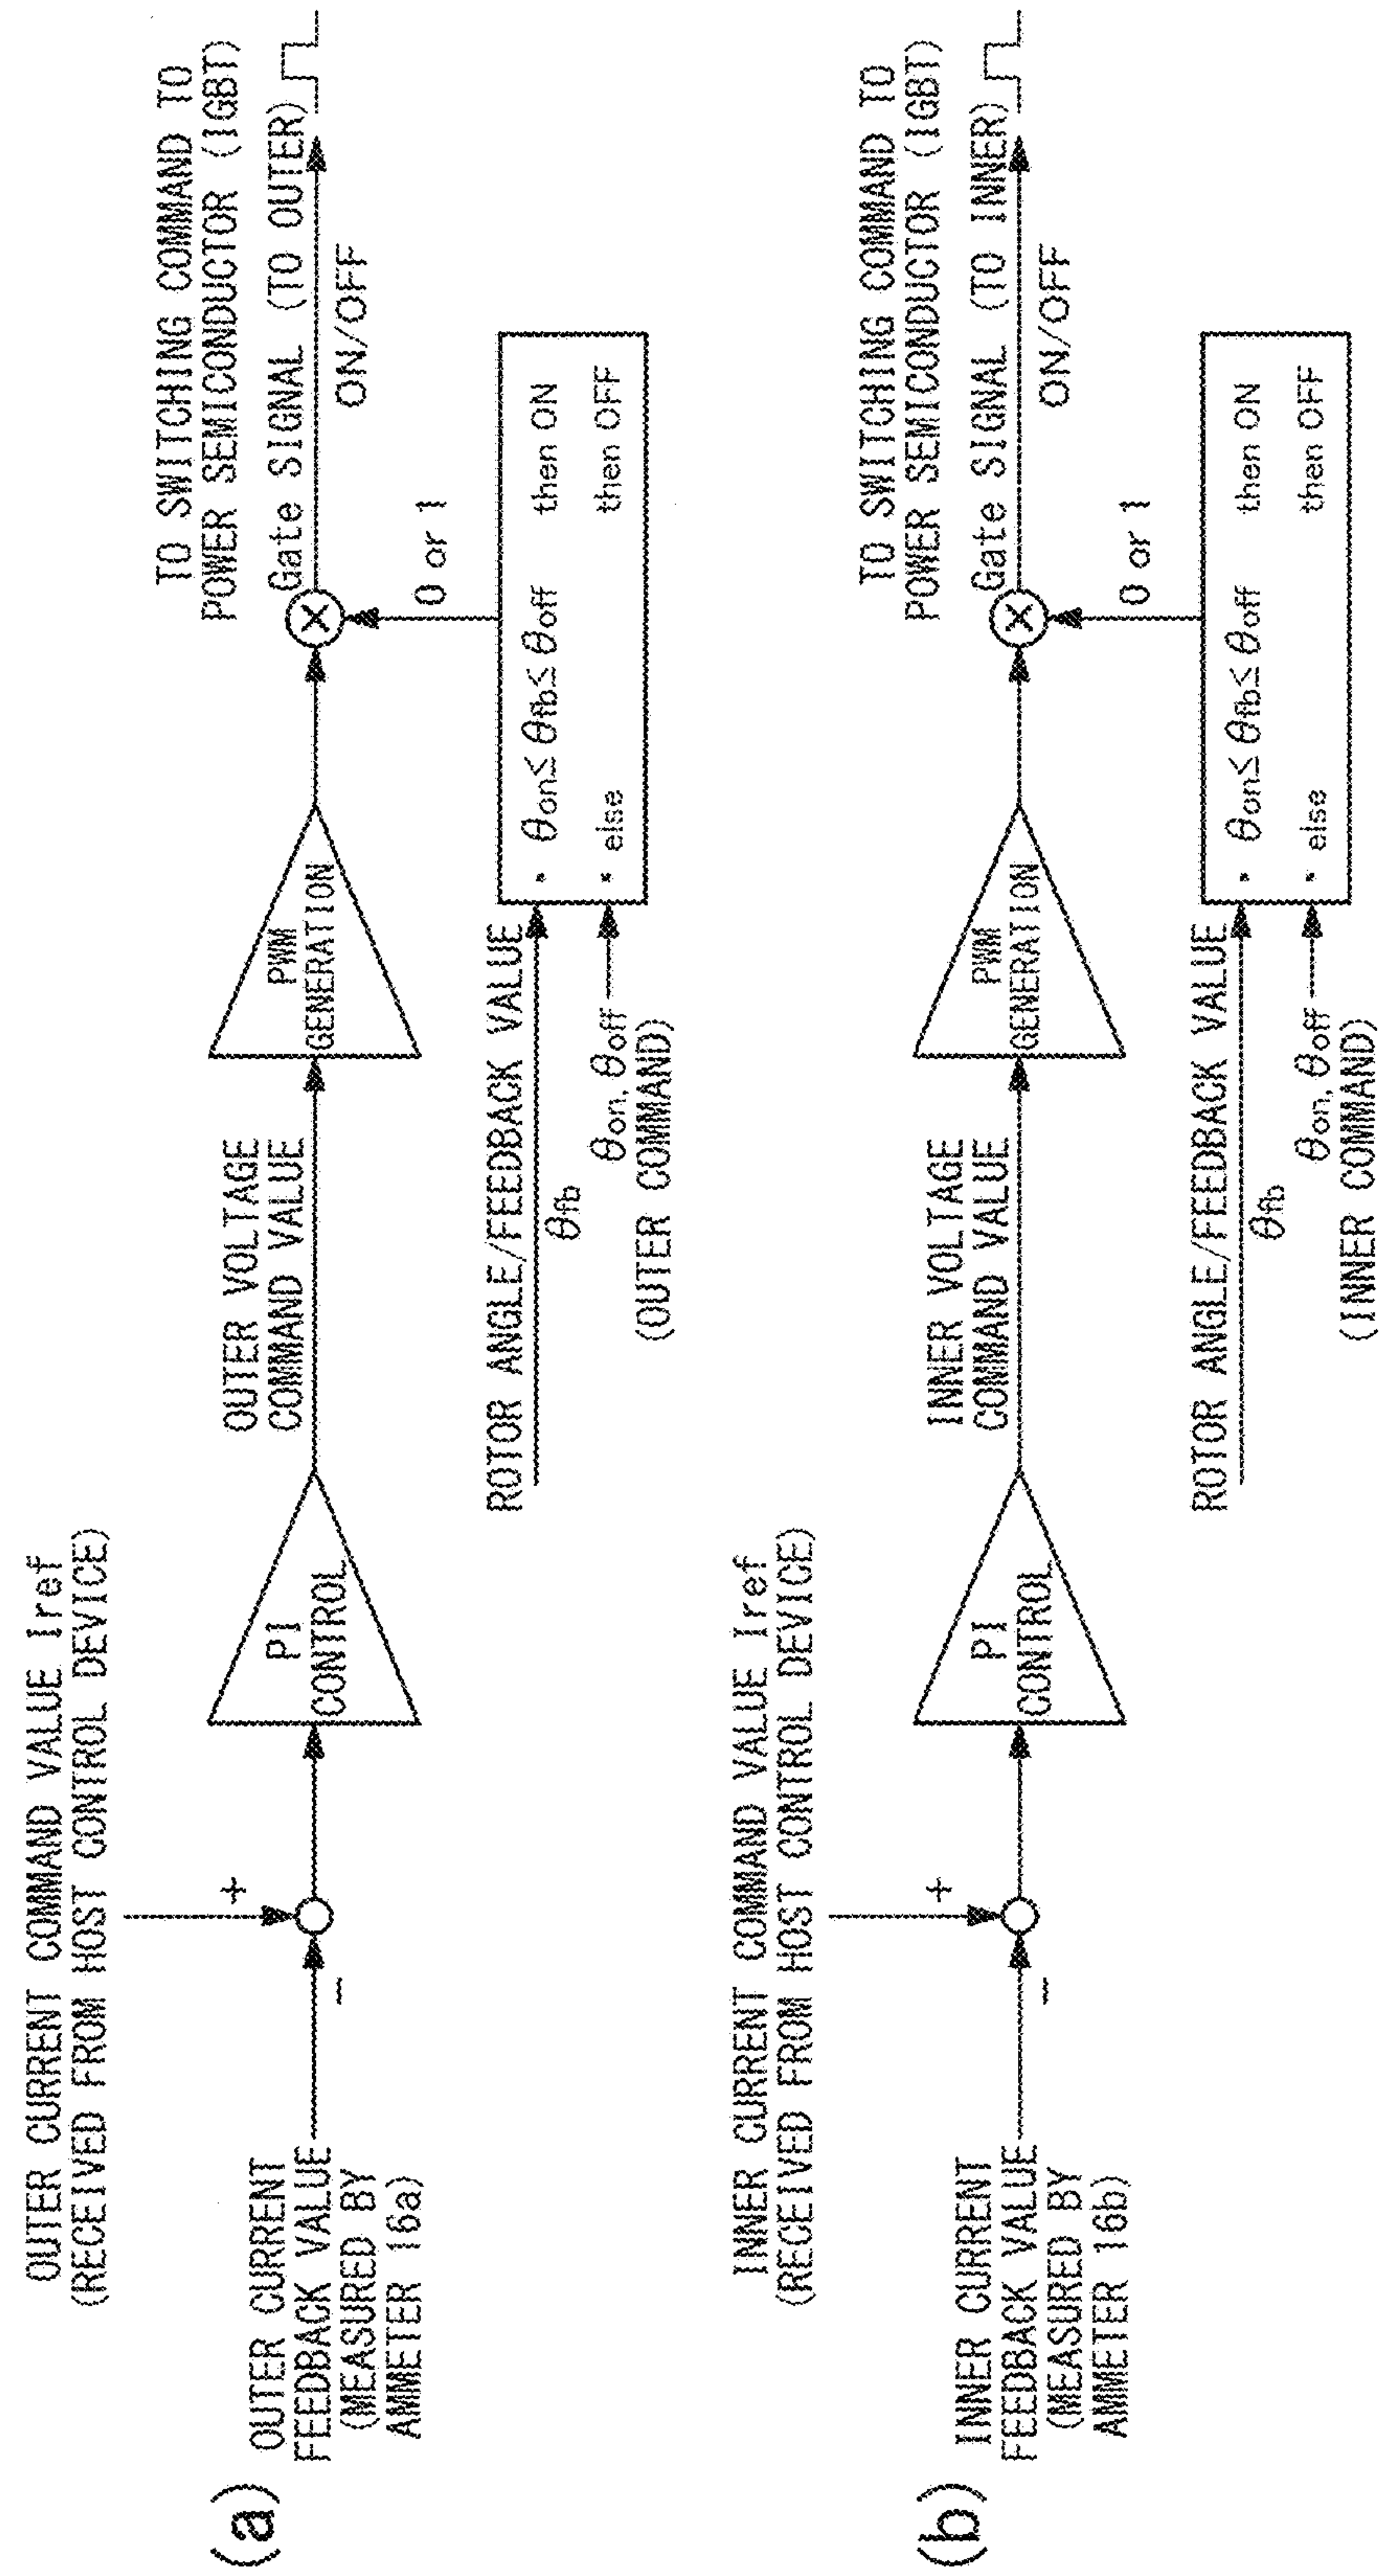 (a)
OUTER CURRENT COMMAND VALUE Iref
(RECEIVED FROM HOST CONTROL DEVICE)
OUTER CURRENT
FEEDBACK VALUE
(MEASURED BY
AMMETER 16a)
+
−
PI
CONTROL
OUTER VOLTAGE
COMMAND VALUE
PWM
GENERATION
×
TO SWITCHING COMMAND TO
POWER SEMICONDUCTOR (IGBT)
Gate SIGNAL (TO OUTER)
ON/OFF
0 or 1
ROTOR ANGLE/FEEDBACK VALUE
θfb
θon, θoff
(OUTER COMMAND)
• θon≤θfb≤θoff then ON
• else then OFF
(b)
INNER CURRENT COMMAND VALUE Iref
(RECEIVED FROM HOST CONTROL DEVICE)
INNER CURRENT
FEEDBACK VALUE
(MEASURED BY
AMMETER 16b)
+
−
PI
CONTROL
INNER VOLTAGE
COMMAND VALUE
PWM
GENERATION
×
TO SWITCHING COMMAND TO
POWER SEMICONDUCTOR (IGBT)
Gate SIGNAL (TO INNER)
ON/OFF
0 or 1
ROTOR ANGLE/FEEDBACK VALUE
θfb
θon, θoff
(INNER COMMAND)
• θon≤θfb≤θoff then ON
• else then OFF